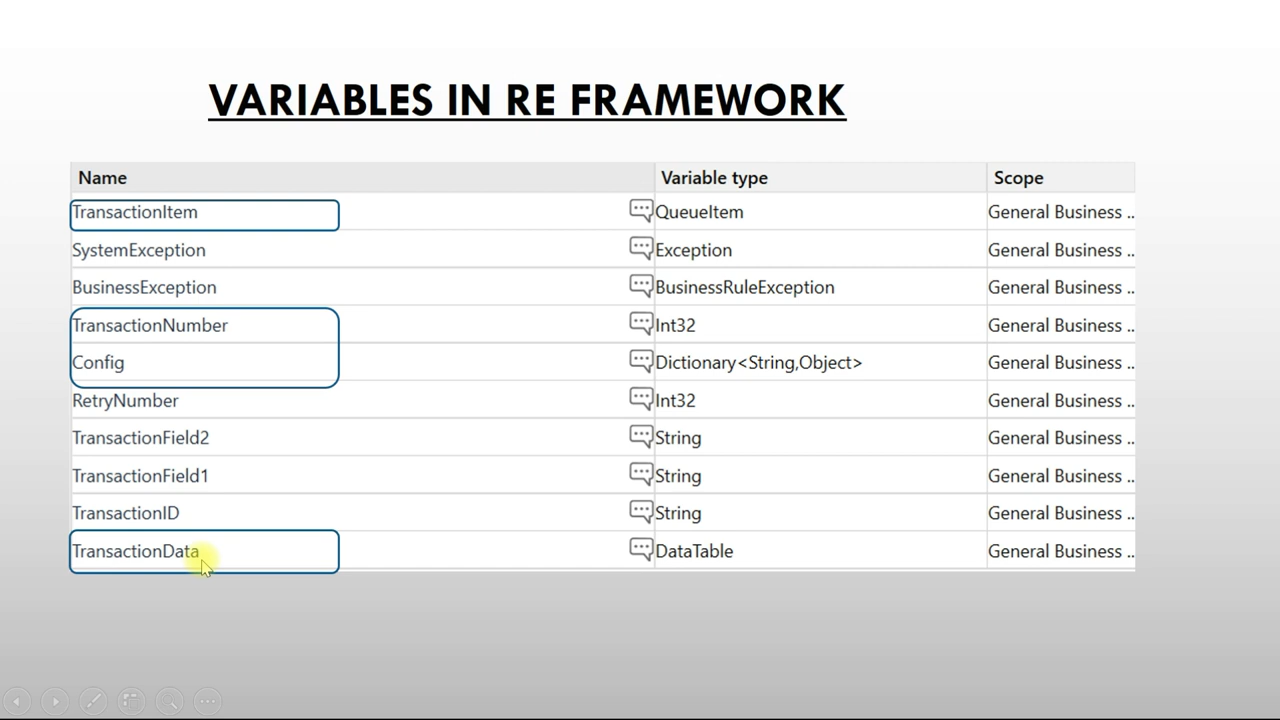 VARIABLES IN RE FRAMEWORK
Name Variable type Scope
TransactionItem QueueItem General Business ..
SystemException Exception General Business ..
BusinessException BusinessRuleException General Business ..
TransactionNumber Int32 General Business ..
Config Dictionary<String,Object> General Business ..
RetryNumber Int32 General Business ..
TransactionField2 String General Business ..
TransactionField1 String General Business ..
TransactionID String General Business ..
TransactionData DataTable General Business ..